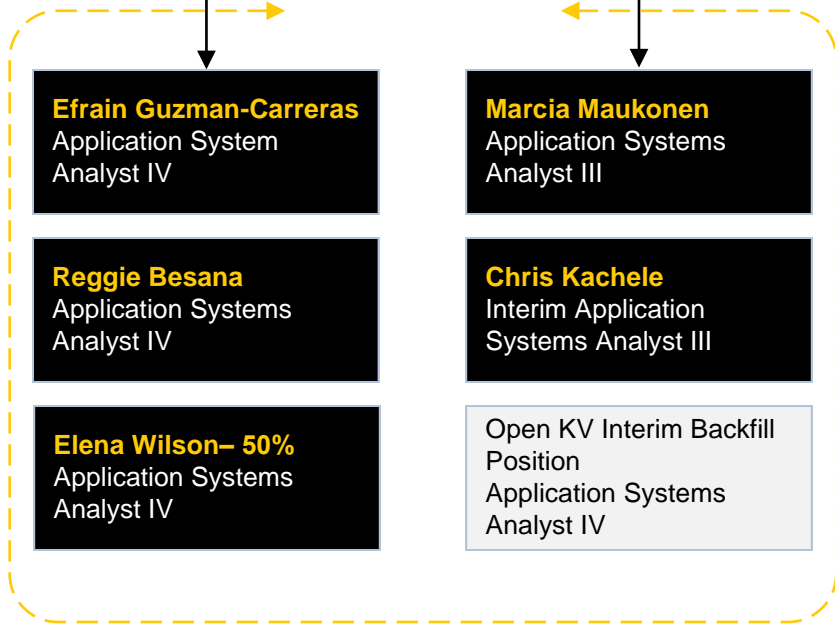 Efrain Guzman-Carreras
Application System
Analyst IV
Marcia Maukonen
Application Systems
Analyst III
Reggie Besana
Application Systems
Analyst IV
Chris Kachele
Interim Application
Systems Analyst III
Elena Wilson– 50%
Application Systems
Analyst IV
Open KV Interim Backfill
Position
Application Systems
Analyst IV